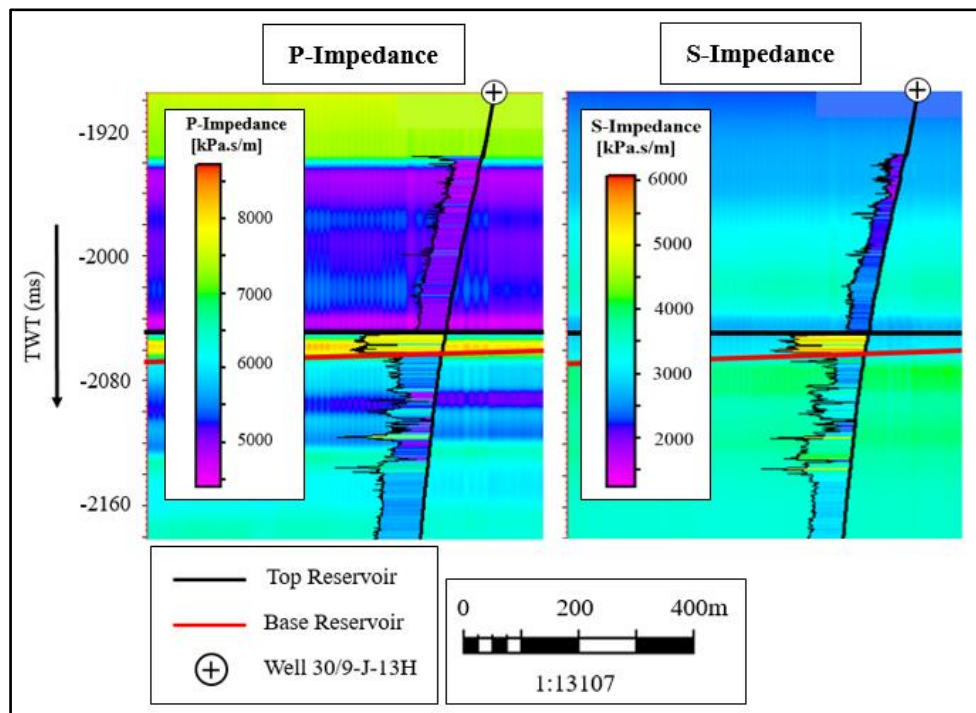 P-Impedance
S-Impedance
-1920
-2000
-2080
-2160
TWT (ms)
P-Impedance
[kPa.s/m]
8000
7000
6000
5000
S-Impedance
[kPa.s/m]
6000
5000
4000
3000
2000
Top Reservoir
Base Reservoir
Well 30/9-J-13H
0 200 400m
1:13107